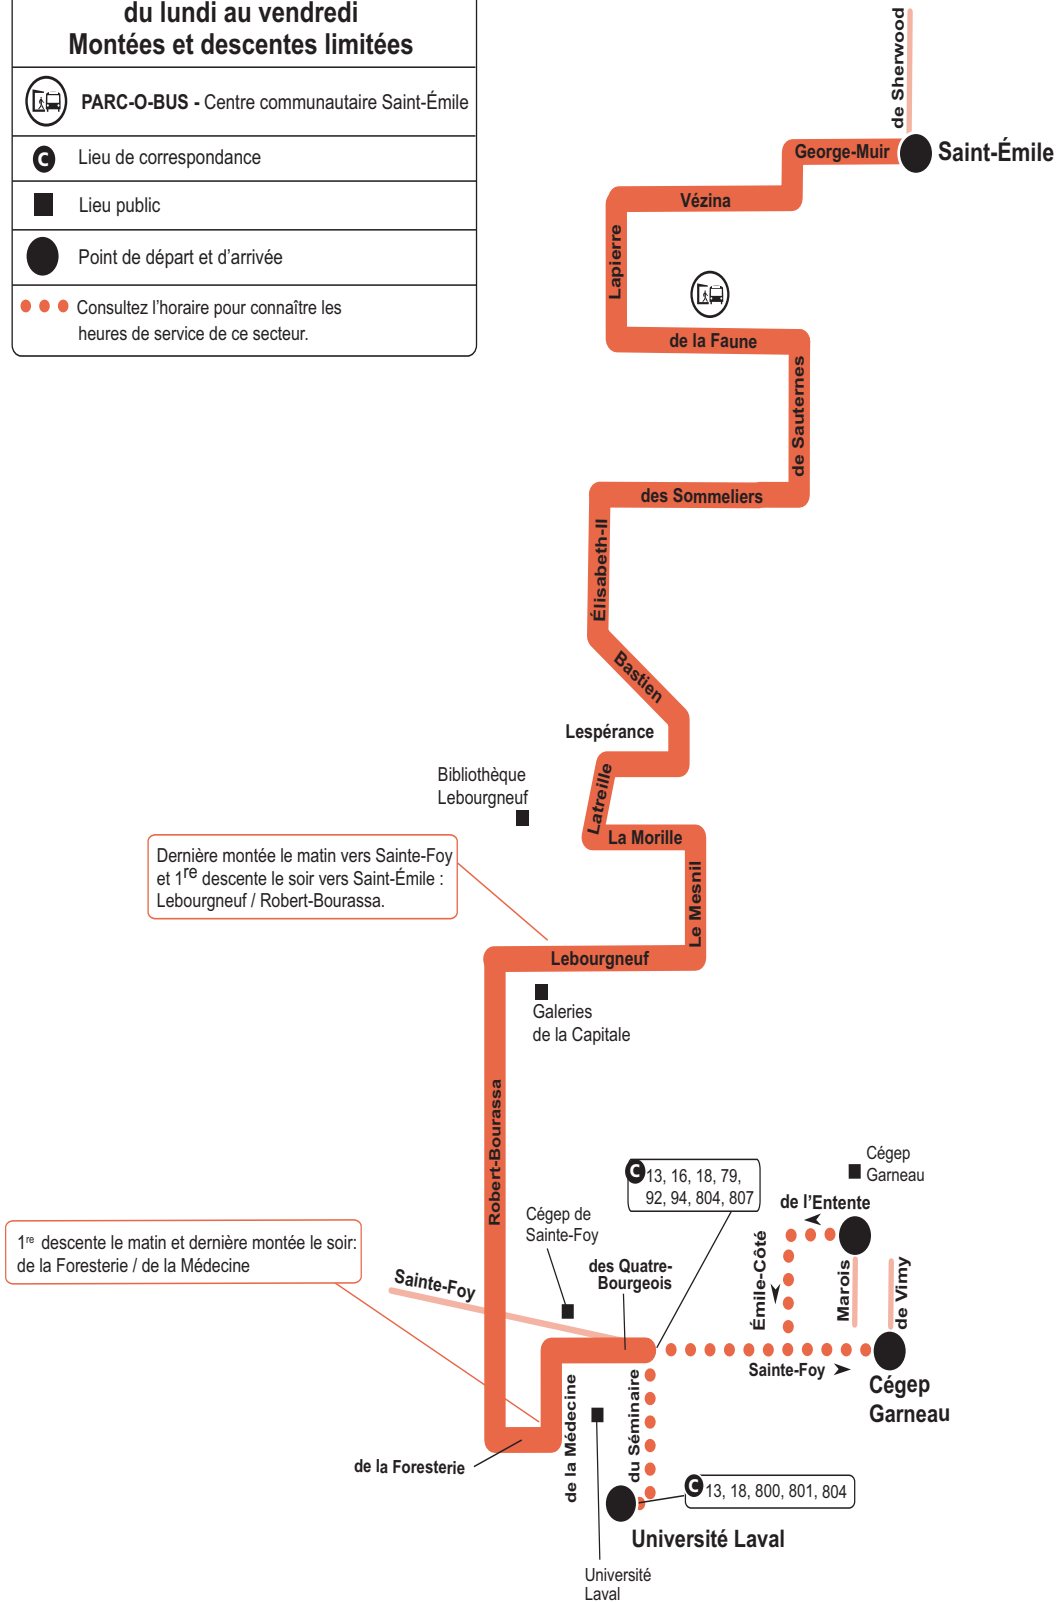 du lundi au vendredi
Montées et descentes limitées
PARC-O-BUS - Centre communautaire Saint-Émile
C Lieu de correspondance
Lieu public
Point de départ et d'arrivée
Consultez l'horaire pour connaître les
heures de service de ce secteur.
de Sherwood
George-Muir
Saint-Émile
Vézina
Lapierre
de la Faune
de Sauternes
des Sommeliers
Élisabeth-II
Bastien
Lespérance
Latreille
Bibliothèque
Lebourgneuf
La Morille
Le Mesnil
Dernière montée le matin vers Sainte-Foy
et 1re descente le soir vers Saint-Émile :
Lebourgneuf / Robert-Bourassa.
Lebourgneuf
Galeries
de la Capitale
Robert-Bourassa
C 13, 16, 18, 79,
92, 94, 804, 807
Cégep
Garneau
de l'Entente
Cégep de
Sainte-Foy
1re descente le matin et dernière montée le soir:
de la Foresterie / de la Médecine
des Quatre-
Bourgeois
Émile-Côté
Marois
de Vimy
Sainte-Foy
Sainte-Foy
Cégep
Garneau
de la Médecine
du Séminaire
de la Foresterie
C 13, 18, 800, 801, 804
Université Laval
Université
Laval